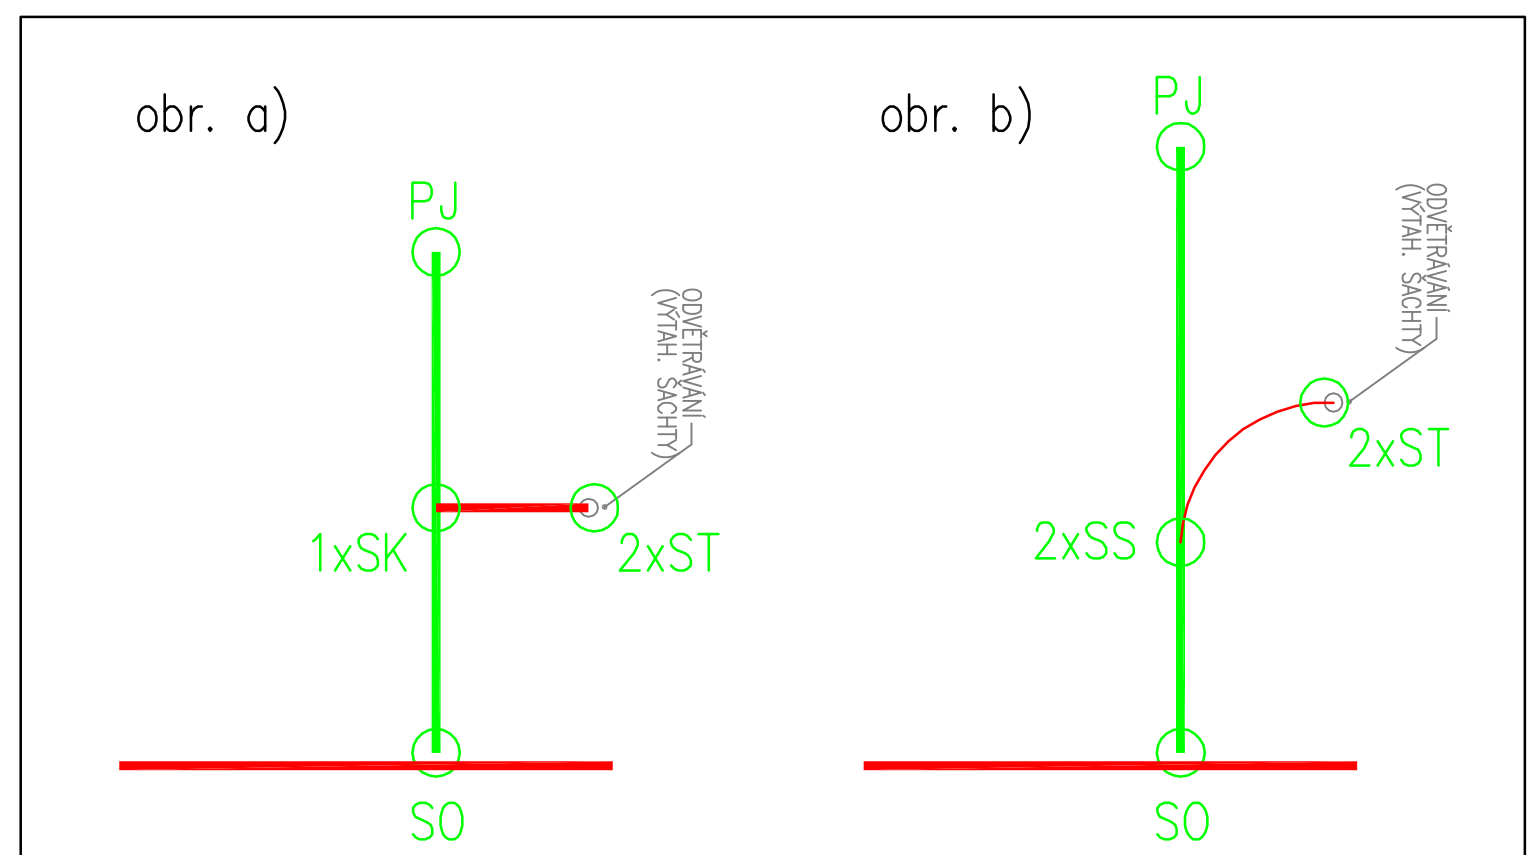 obr. a)
PJ
ODVĚTRÁVÁNÍ
(VÝTAH. ŠACHTY)
1xSK
2xST
SO
obr. b)
PJ
ODVĚTRÁVÁNÍ
(VÝTAH. ŠACHTY)
2xST
2xSS
SO